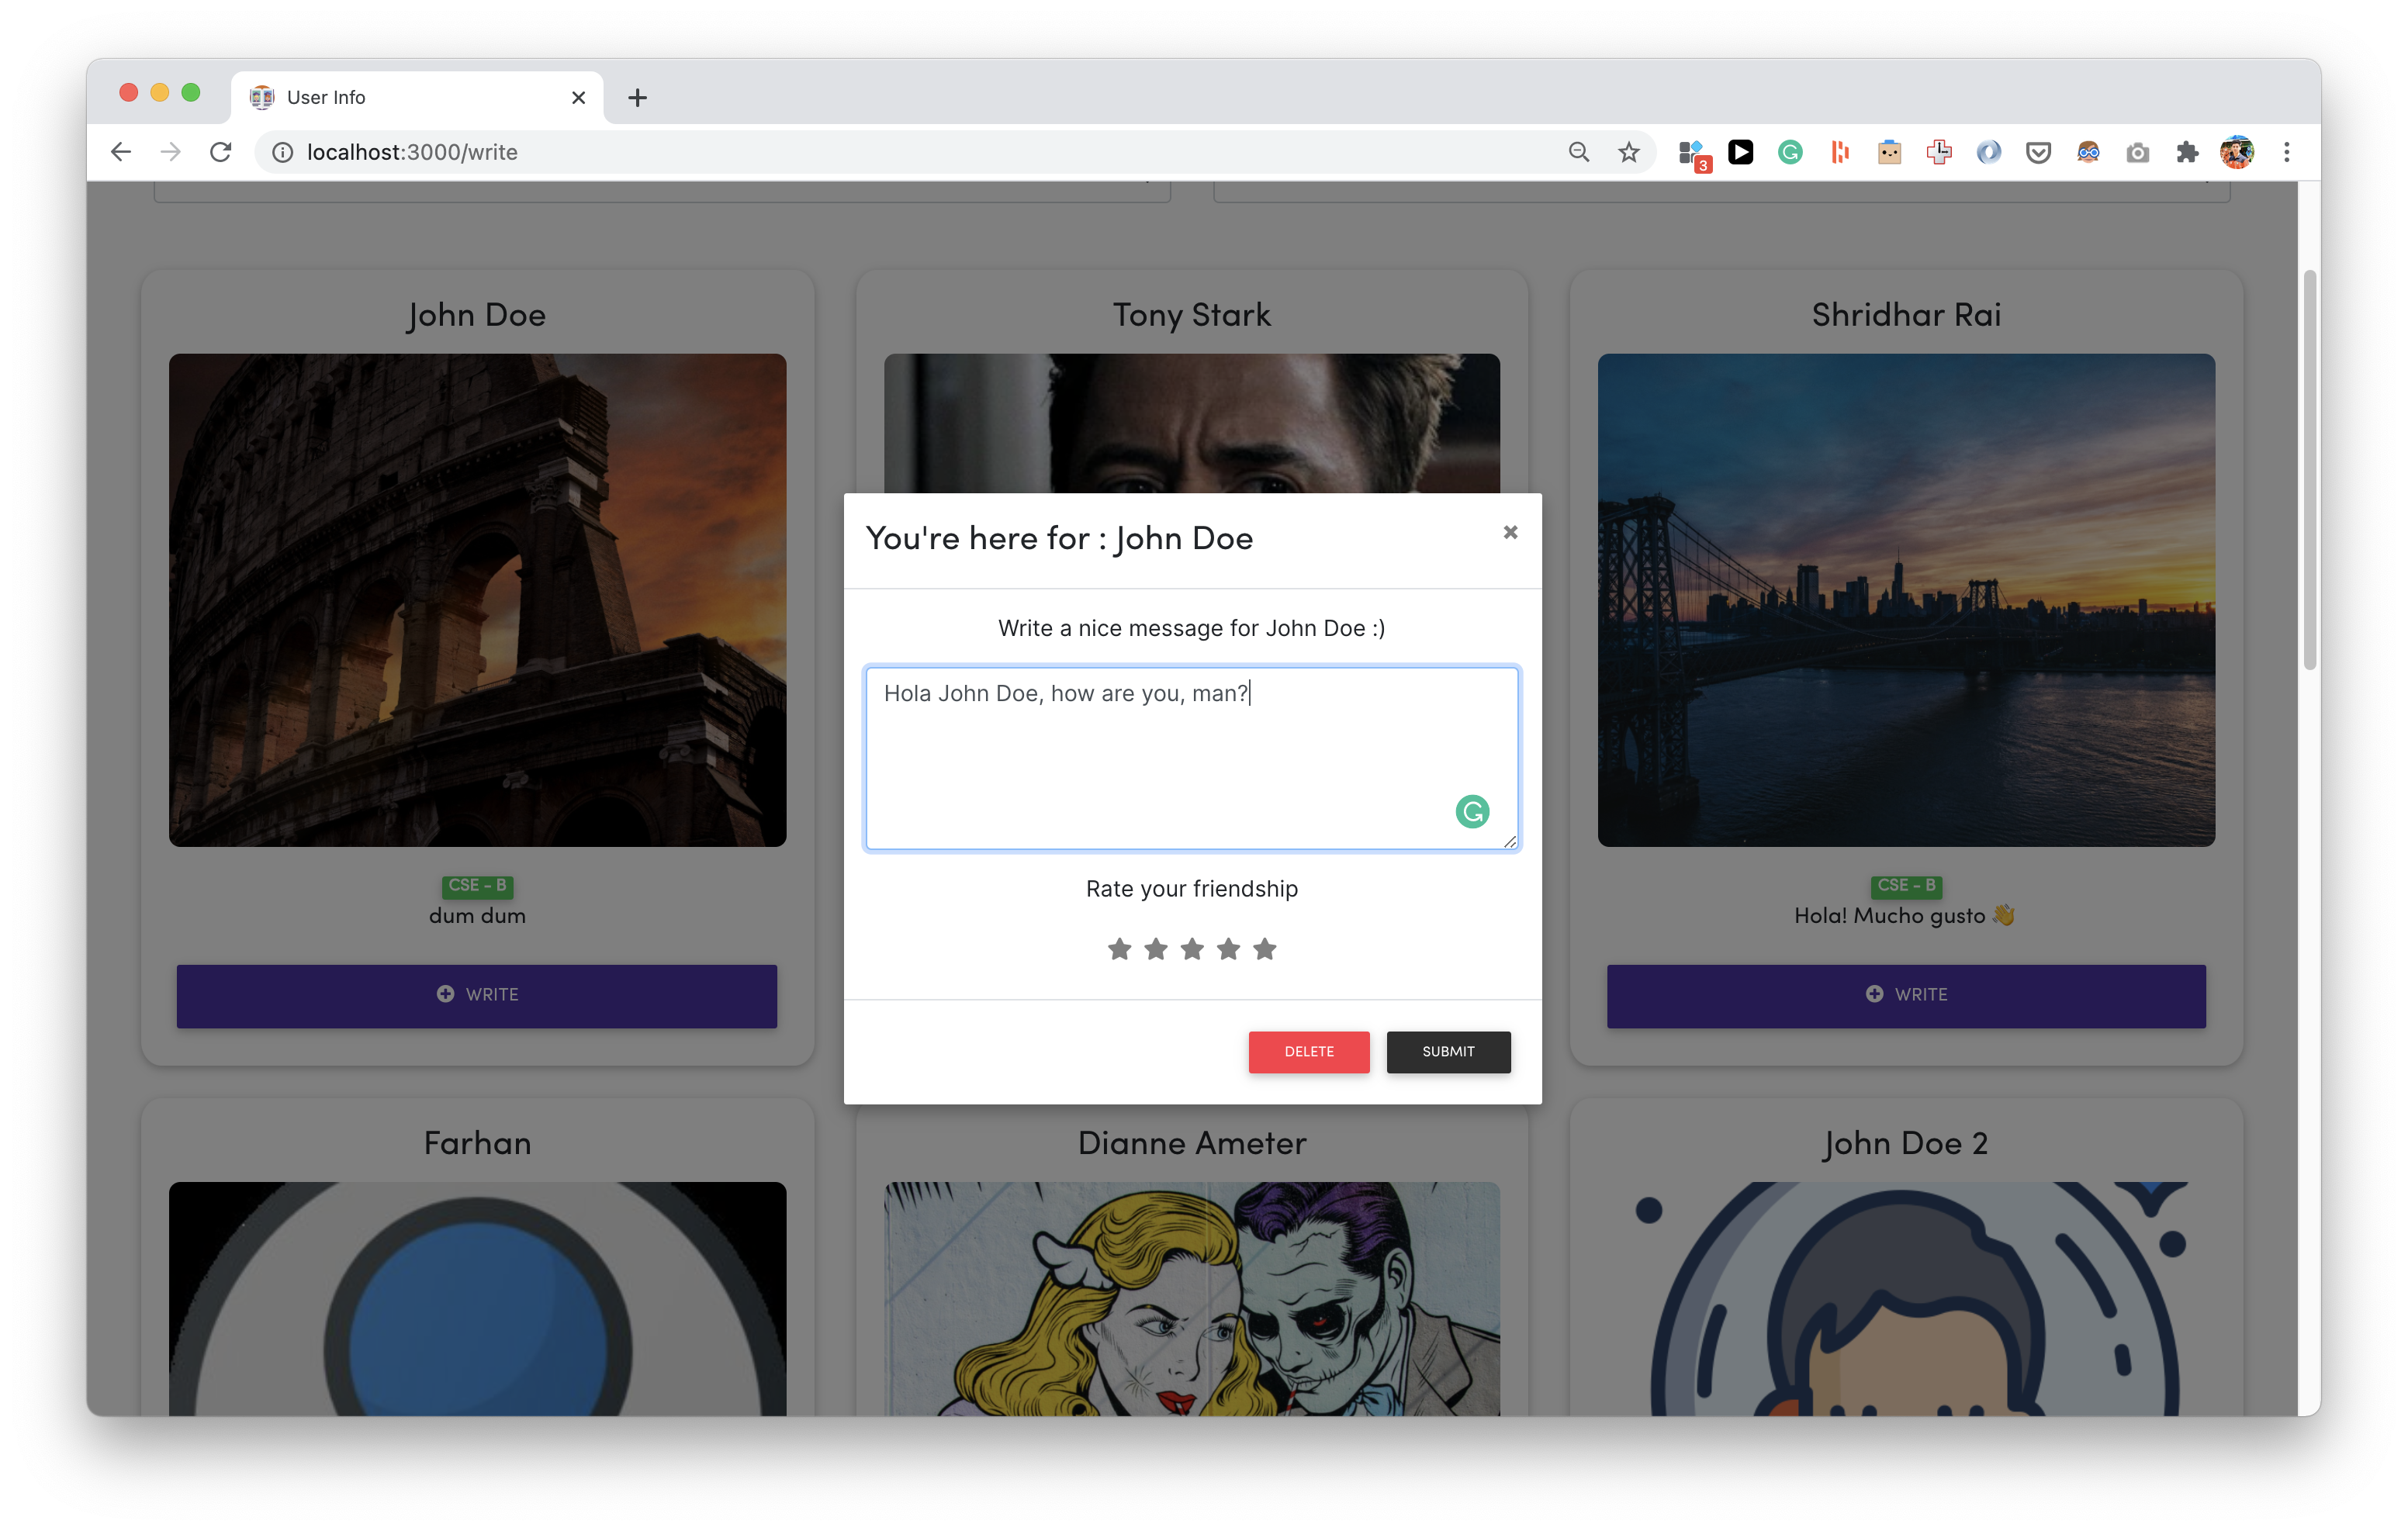 User Info
localhost:3000/write
3
John Doe
Tony Stark
Shridhar Rai
You're here for : John Doe
Write a nice message for John Doe :)
Hola John Doe, how are you, man?
Rate your friendship
CSE - B
dum dum
WRITE
CSE - B
Hola! Mucho gusto 👋
WRITE
DELETE
SUBMIT
Farhan
Dianne Ameter
John Doe 2